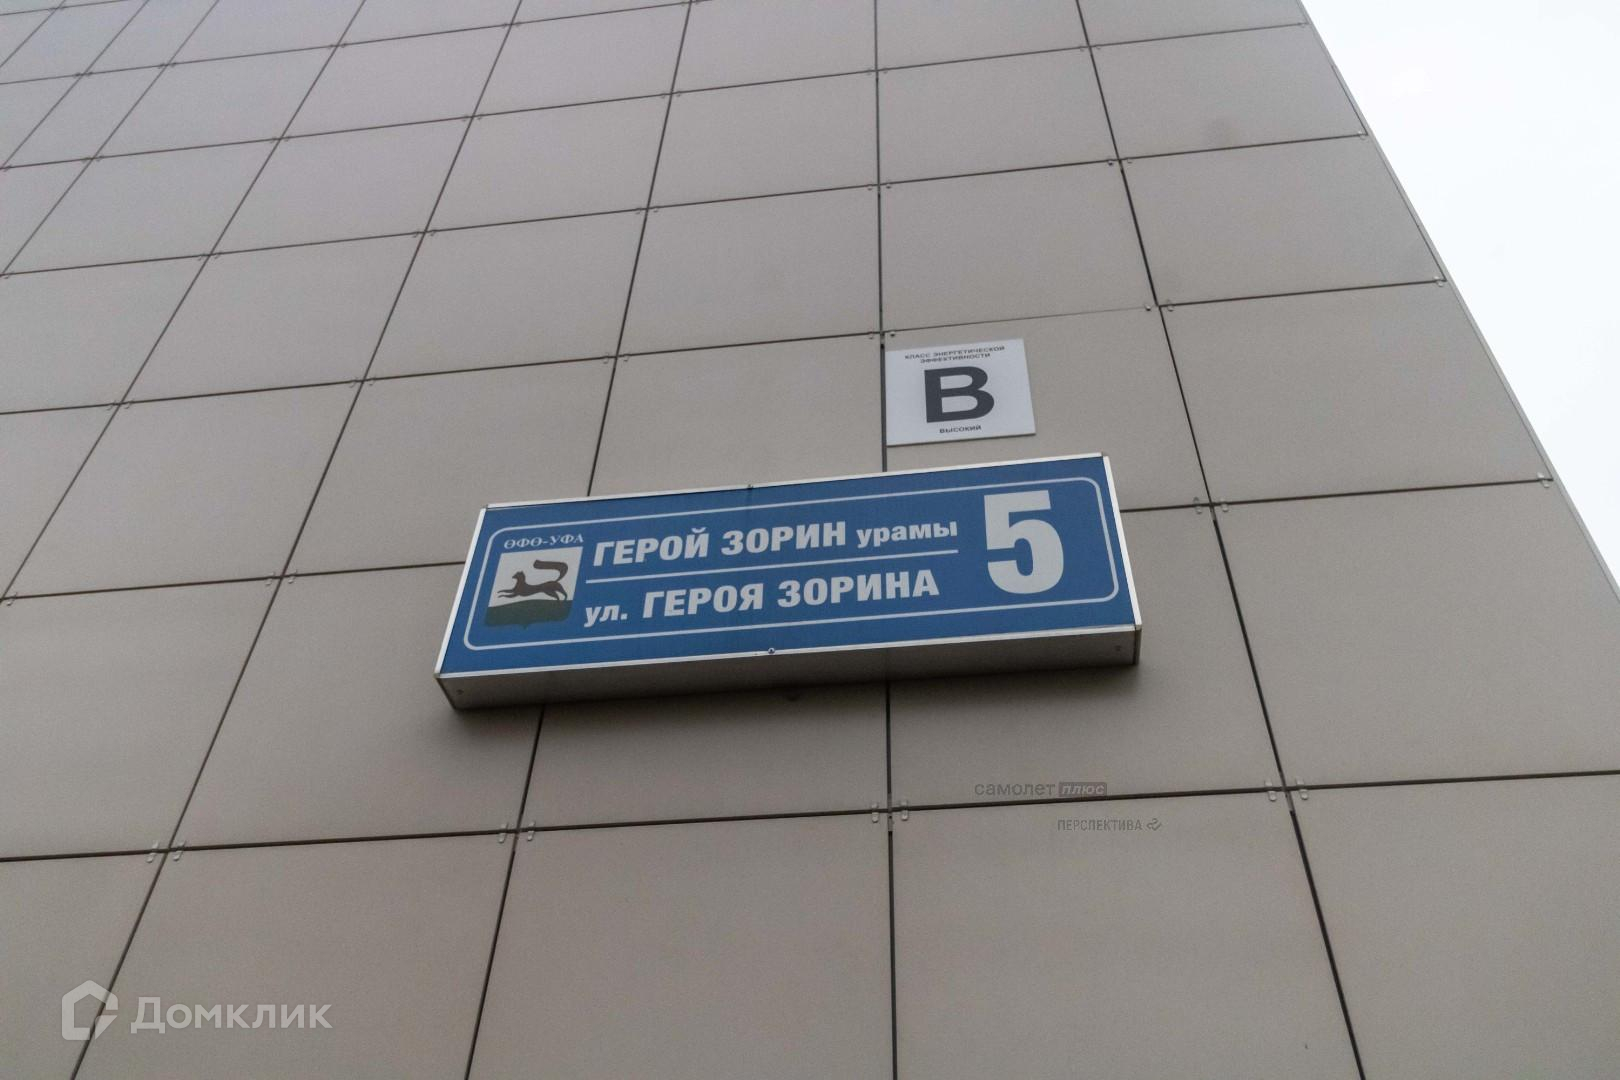 КЛАСС ЭНЕРГЕТИЧЕСКОЙ
ЭФФЕКТИВНОСТИ
B
ВЫСОКИЙ
ӨФӨ-УФА
ГЕРОЙ ЗОРИН урамы
ул. ГЕРОЯ ЗОРИНА
5
самолет плюс
ПЕРСПЕКТИВА
Домклик